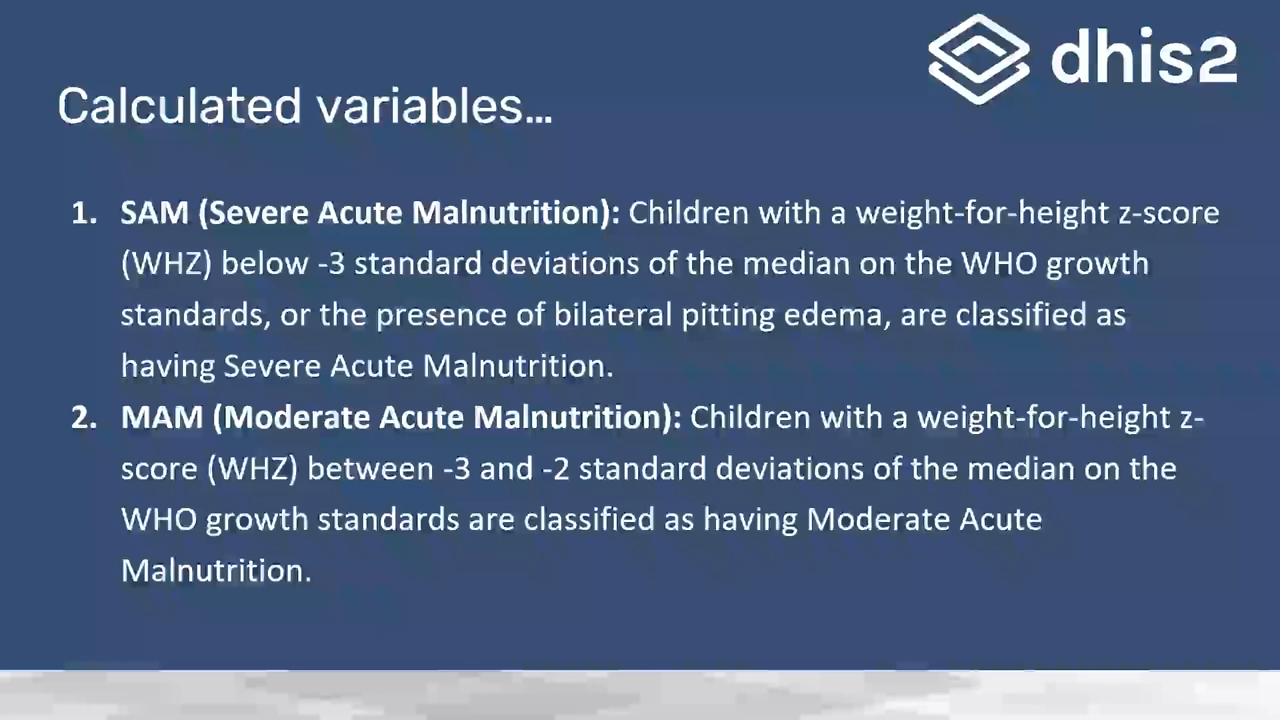 dhis2
Calculated variables...
1. SAM (Severe Acute Malnutrition): Children with a weight-for-height z-score
(WHZ) below -3 standard deviations of the median on the WHO growth
standards, or the presence of bilateral pitting edema, are classified as
having Severe Acute Malnutrition.
2. MAM (Moderate Acute Malnutrition): Children with a weight-for-height z-
score (WHZ) between -3 and -2 standard deviations of the median on the
WHO growth standards are classified as having Moderate Acute
Malnutrition.